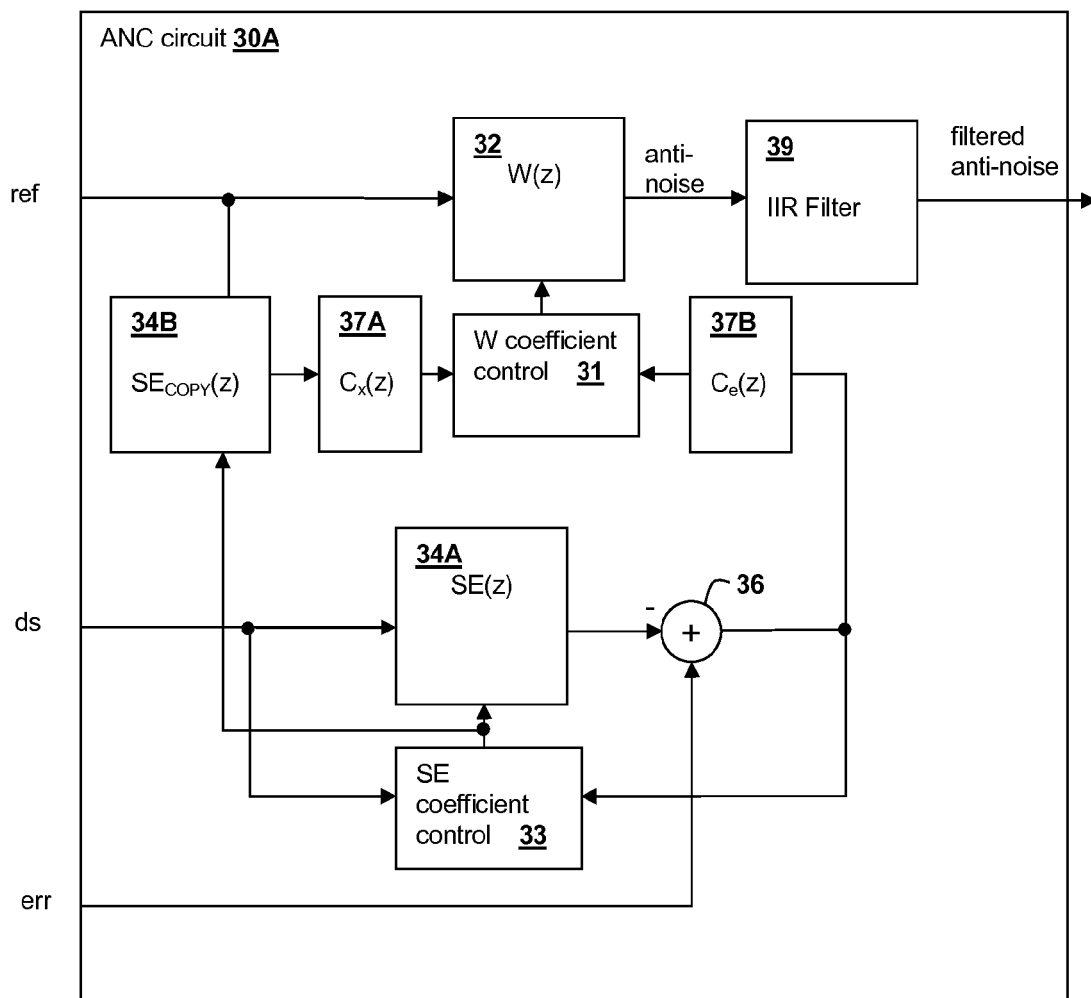 ANC circuit 30A
ref
32
W(z)
anti-
noise
39
IIR Filter
filtered
anti-noise
34B
SECOPY(z)
37A
Cx(z)
W coefficient
control 31
37B
Ce(z)
34A
SE(z)
ds
-
+
36
SE
coefficient
control 33
err